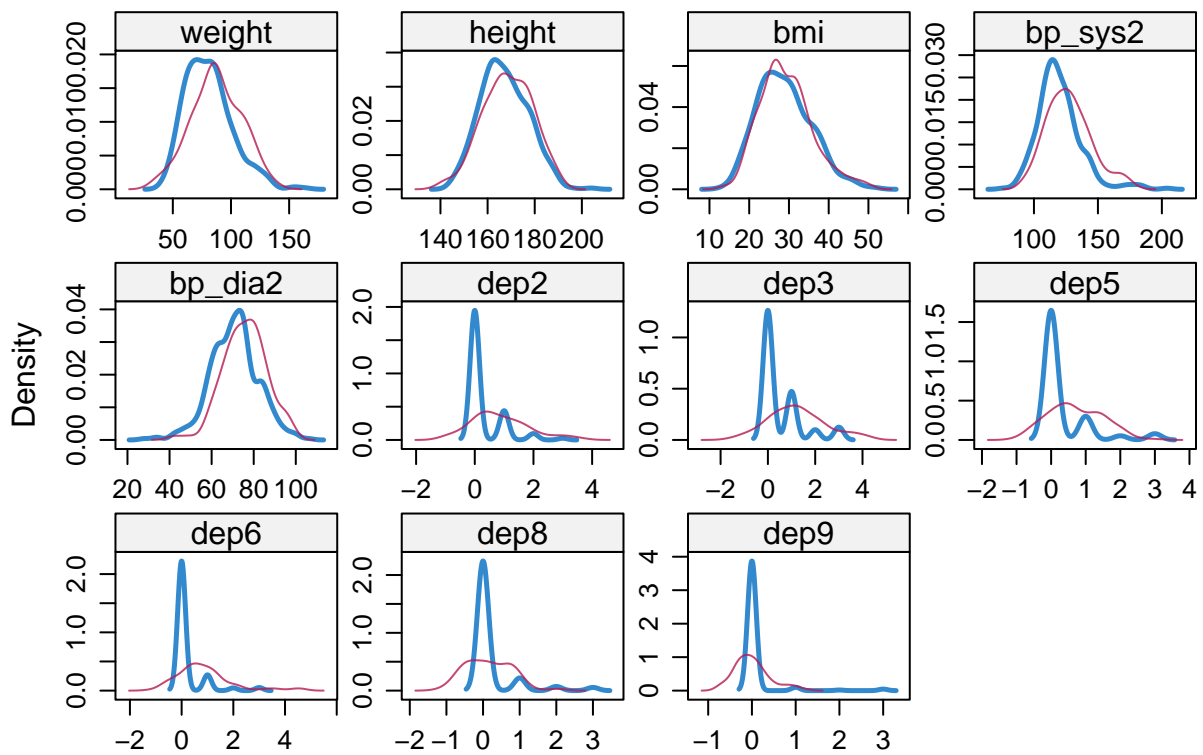 Density
weight
0.000 0.010 0.020
50 100 150
height
0.00 0.02
140 160 180 200
bmi
0.00 0.04
10 20 30 40 50
bp_sys2
0.000 0.015 0.030
100 150 200
bp_dia2
0.00 0.02 0.04
20 40 60 80 100
dep2
0.0 1.0 2.0
−2 0 2 4
dep3
0.0 0.5 1.0
−2 0 2 4
dep5
0.0 0.5 1.0 1.5
−2 −1 0 1 2 3 4
dep6
0.0 1.0 2.0
−2 0 2 4
dep8
0.0 1.0 2.0
−2 −1 0 1 2 3
dep9
0 1 2 3 4
−1 0 1 2 3